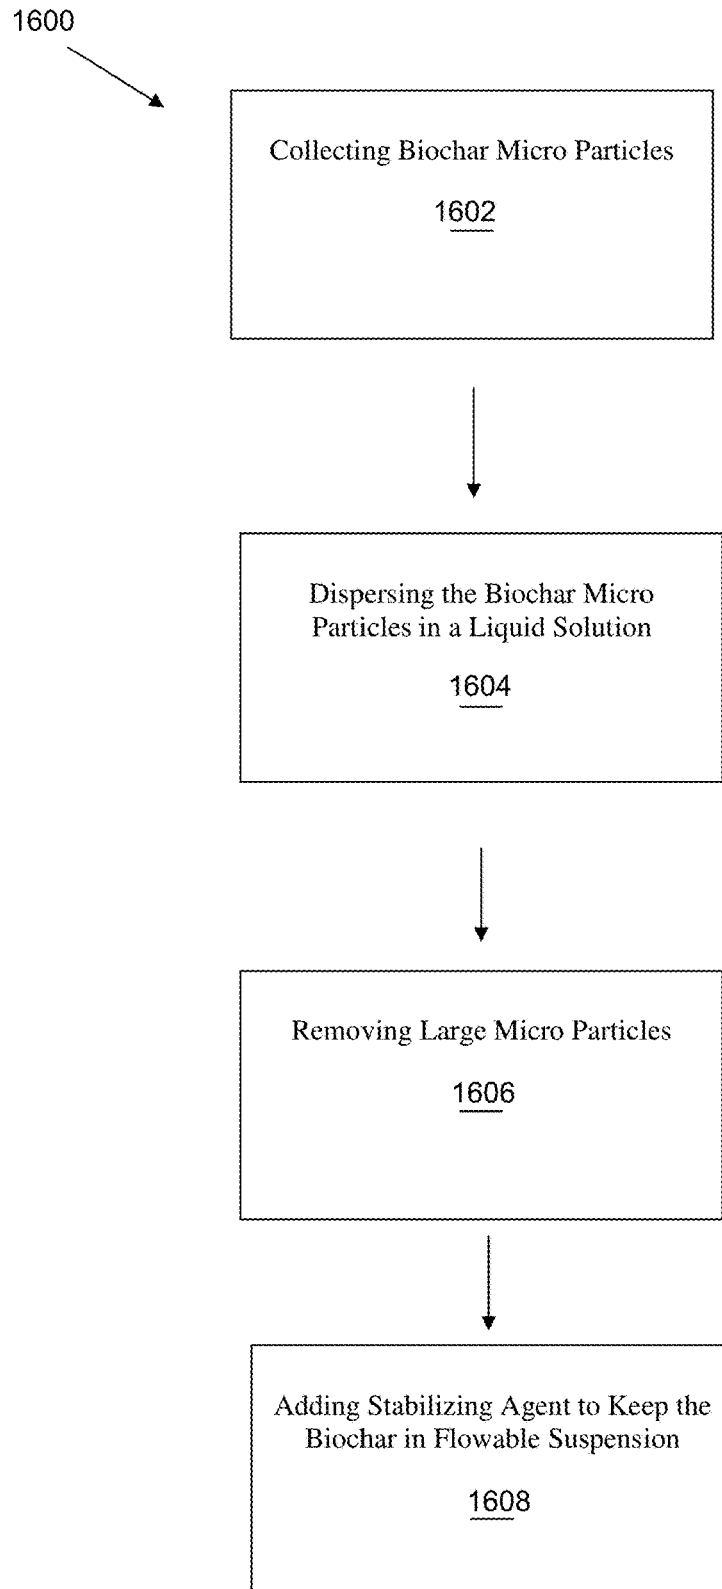 1600
Collecting Biochar Micro Particles
1602
Dispersing the Biochar Micro
Particles in a Liquid Solution
1604
Removing Large Micro Particles
1606
Adding Stabilizing Agent to Keep the
Biochar in Flowable Suspension
1608